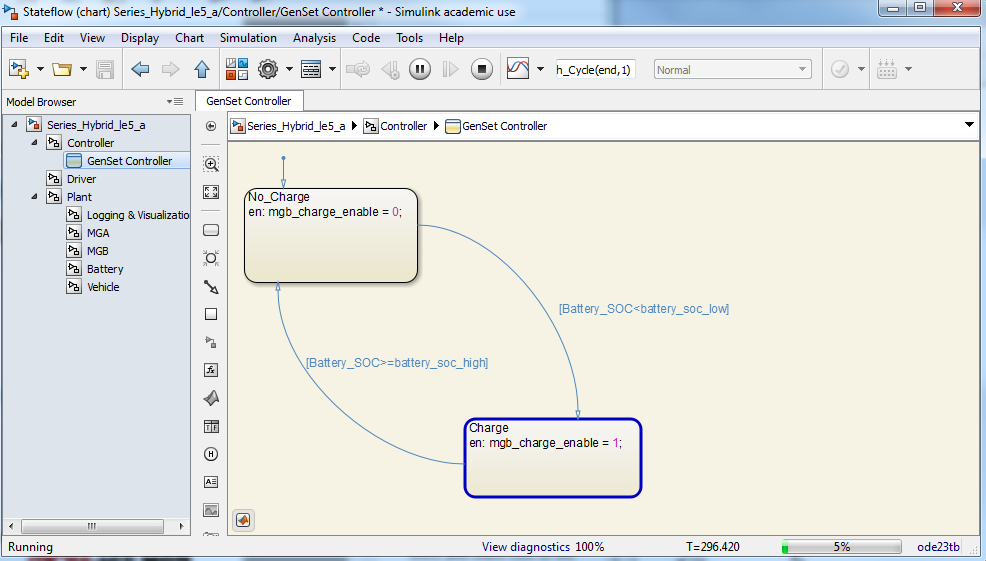 Stateflow (chart) Series_Hybrid_le5_a/Controller/GenSet Controller * - Simulink academic use
File Edit View Display Chart Simulation Analysis Code Tools Help
h_Cycle(end,1) Normal
Model Browser
GenSet Controller
Series_Hybrid_le5_a Controller GenSet Controller
Series_Hybrid_le5_a
Controller
GenSet Controller
Driver
Plant
Logging & Visualizatio
MGA
MGB
Battery
Vehicle
No_Charge
en: mgb_charge_enable = 0;
[Battery_SOC<battery_soc_low]
[Battery_SOC>=battery_soc_high]
Charge
en: mgb_charge_enable = 1;
Running View diagnostics 100% T=296.420 5% ode23tb